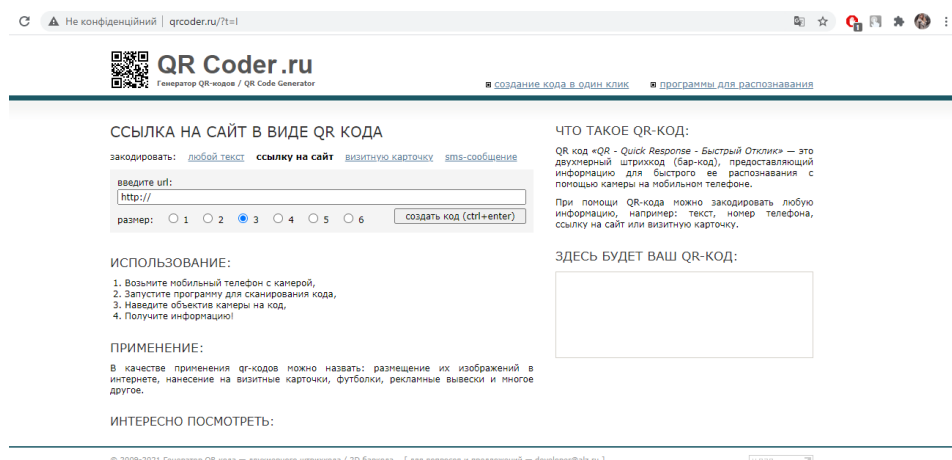 Не конфіденційний | qrcoder.ru/?t=l
QR Coder.ru
Генератор QR-кодов / QR Code Generator
создание кода в один клик
программы для распознавания
ССЫЛКА НА САЙТ В ВИДЕ QR КОДА
закодировать: любой текст ссылку на сайт визитную карточку sms-сообщение
введите url:
http://
размер: 1 2 3 4 5 6 создать код (ctrl+enter)
ИСПОЛЬЗОВАНИЕ:
1. Возьмите мобильный телефон с камерой,
2. Запустите программу для сканирования кода,
3. Наведите объектив камеры на код,
4. Получите информацию!
ПРИМЕНЕНИЕ:
В качестве применения qr-кодов можно назвать: размещение их изображений в
интернете, нанесение на визитные карточки, футболки, рекламные вывески и многое
другое.
ИНТЕРЕСНО ПОСМОТРЕТЬ:
ЧТО ТАКОЕ QR-КОД:
QR код «QR - Quick Response - Быстрый Отклик» — это
двухмерный штрихкод (бар-код), предоставляющий
информацию для быстрого ее распознавания с
помощью камеры на мобильном телефоне.
При помощи QR-кода можно закодировать любую
информацию, например: текст, номер телефона,
ссылку на сайт или визитную карточку.
ЗДЕСЬ БУДЕТ ВАШ QR-КОД: